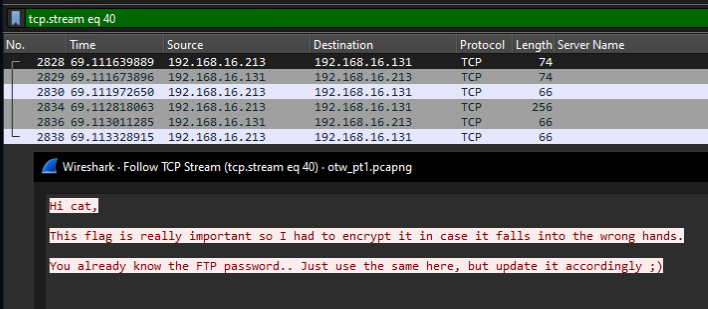 tcp.stream eq 40
No. Time Source Destination Protocol Length Server Name
2828 69.111639889 192.168.16.213 192.168.16.131 TCP 74
2829 69.111673896 192.168.16.131 192.168.16.213 TCP 74
2830 69.111972650 192.168.16.213 192.168.16.131 TCP 66
2834 69.112818063 192.168.16.213 192.168.16.131 TCP 256
2836 69.113011285 192.168.16.131 192.168.16.213 TCP 66
2838 69.113328915 192.168.16.213 192.168.16.131 TCP 66
Wireshark · Follow TCP Stream (tcp.stream eq 40) · otw_pt1.pcapng
Hi cat,
This flag is really important so I had to encrypt it in case it falls into the wrong hands.
You already know the FTP password.. Just use the same here, but update it accordingly ;)